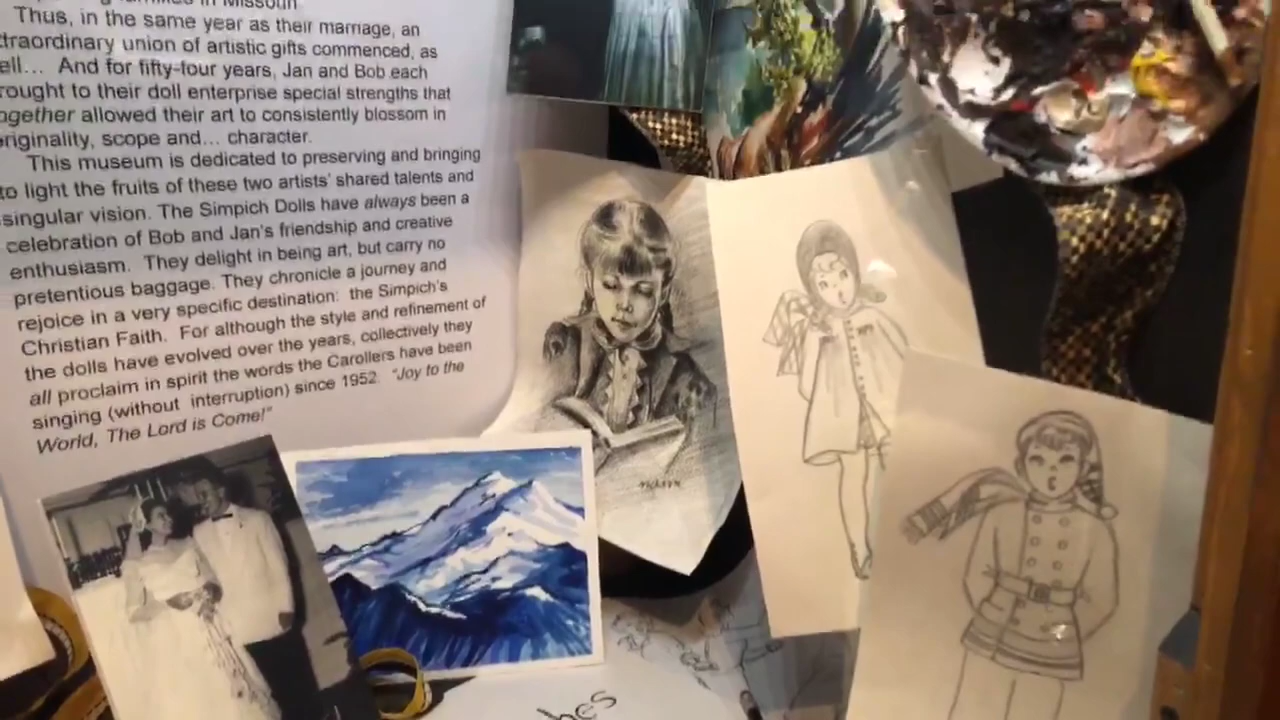 families in Missouri
Thus, in the same year as their marriage, an
traordinary union of artistic gifts commenced, as
ell... And for fifty-four years, Jan and Bob each
rought to their doll enterprise special strengths that
ogether allowed their art to consistently blossom in
originality, scope and... character.
This museum is dedicated to preserving and bringing
to light the fruits of these two artists' shared talents and
singular vision. The Simpich Dolls have always been a
celebration of Bob and Jan's friendship and creative
enthusiasm. They delight in being art, but carry no
pretentious baggage. They chronicle a journey and
rejoice in a very specific destination: the Simpich's
Christian Faith. For although the style and refinement of
the dolls have evolved over the years, collectively they
all proclaim in spirit the words the Carollers have been
singing (without interruption) since 1952. "Joy to the
World, The Lord is Come!"
hes